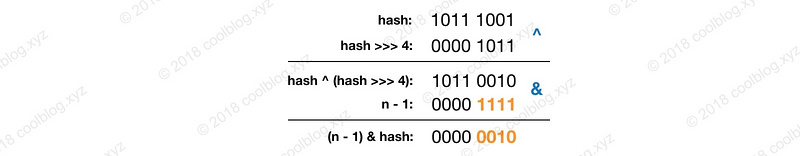 hash: 1011 1001
^
hash >>> 4: 0000 1011
hash ^ (hash >>> 4): 1011 0010
&
n - 1: 0000 1111
(n - 1) & hash: 0000 0010
© 2018 coolblog.xyz